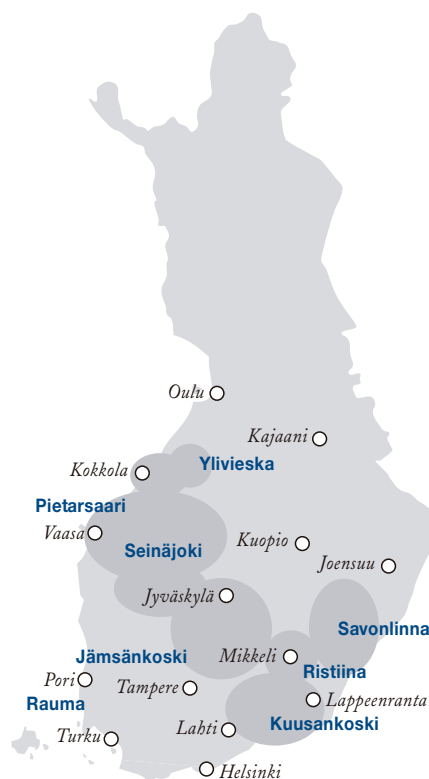 Oulu
Kajaani
Ylivieska
Kokkola
Pietarsaari
Vaasa
Seinäjoki
Kuopio
Joensuu
Jyväskylä
Savonlinna
Jämsänkoski
Mikkeli
Ristiina
Pori
Tampere
Rauma
Lappeenranta
Kuusankoski
Lahti
Turku
Helsinki